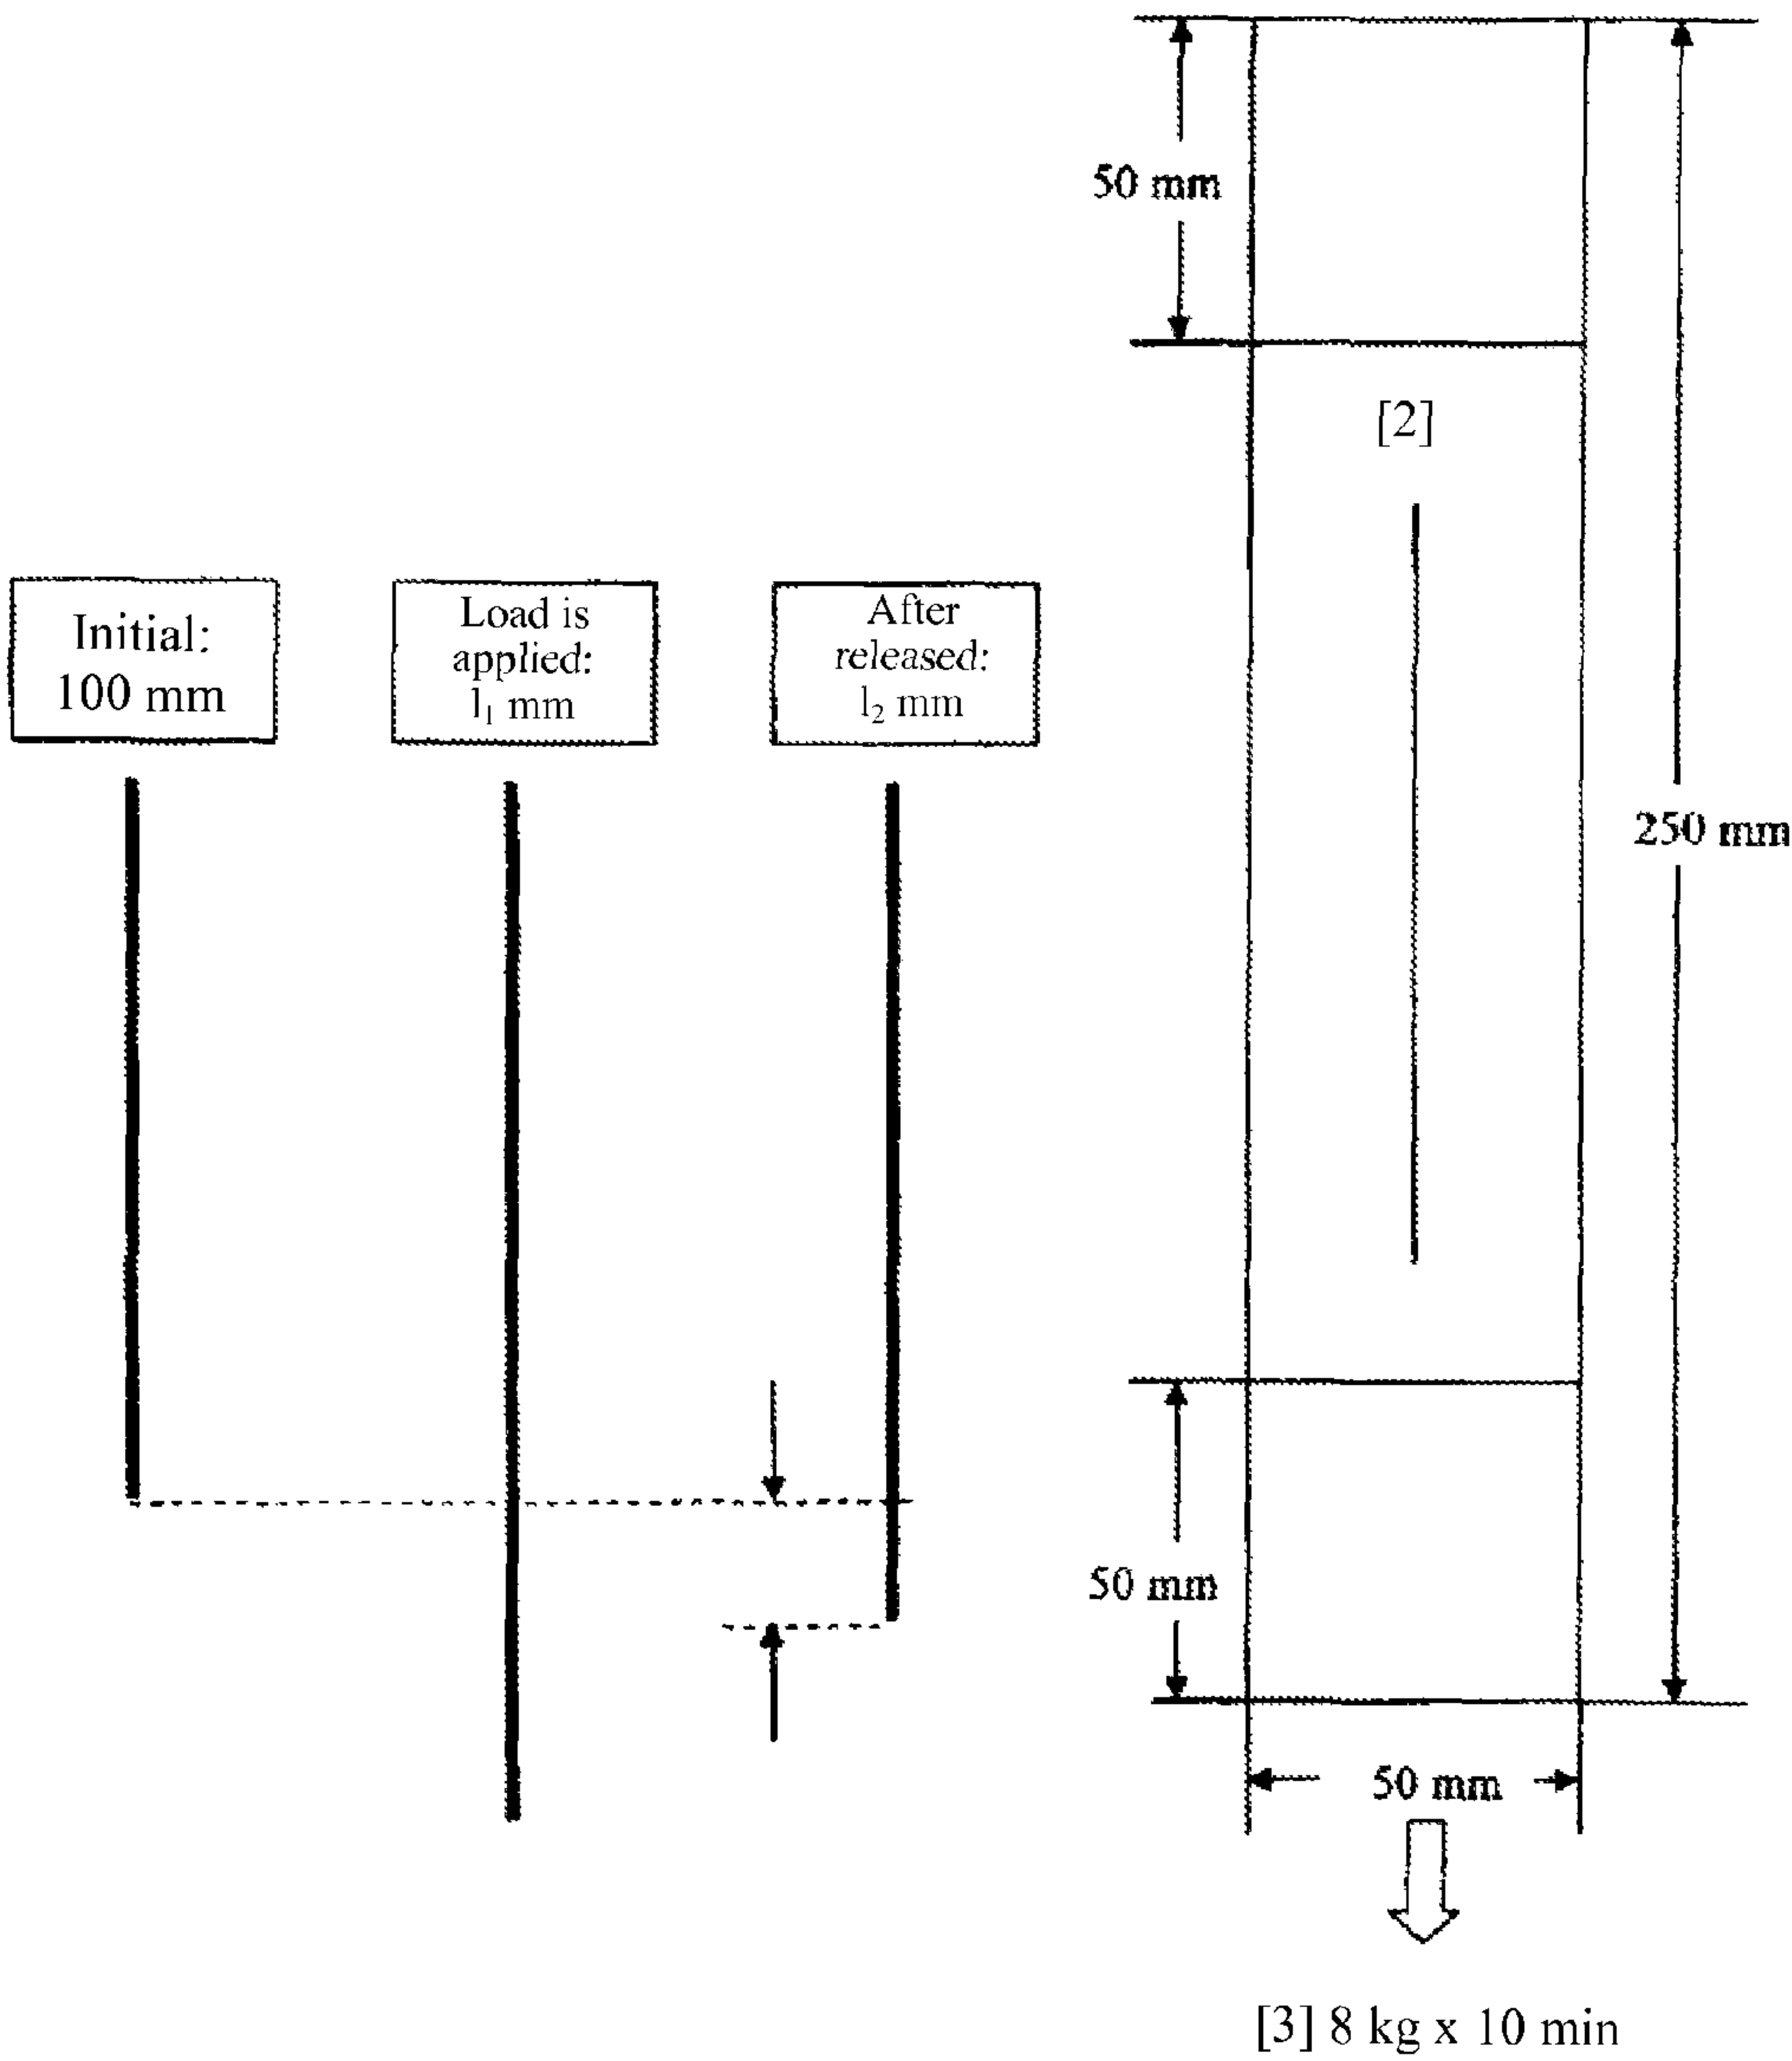 50 mm
[2]
Initial:
100 mm
Load is
applied:
l₁ mm
After
released:
l₂ mm
250 mm
50 mm
50 mm
[3] 8 kg x 10 min